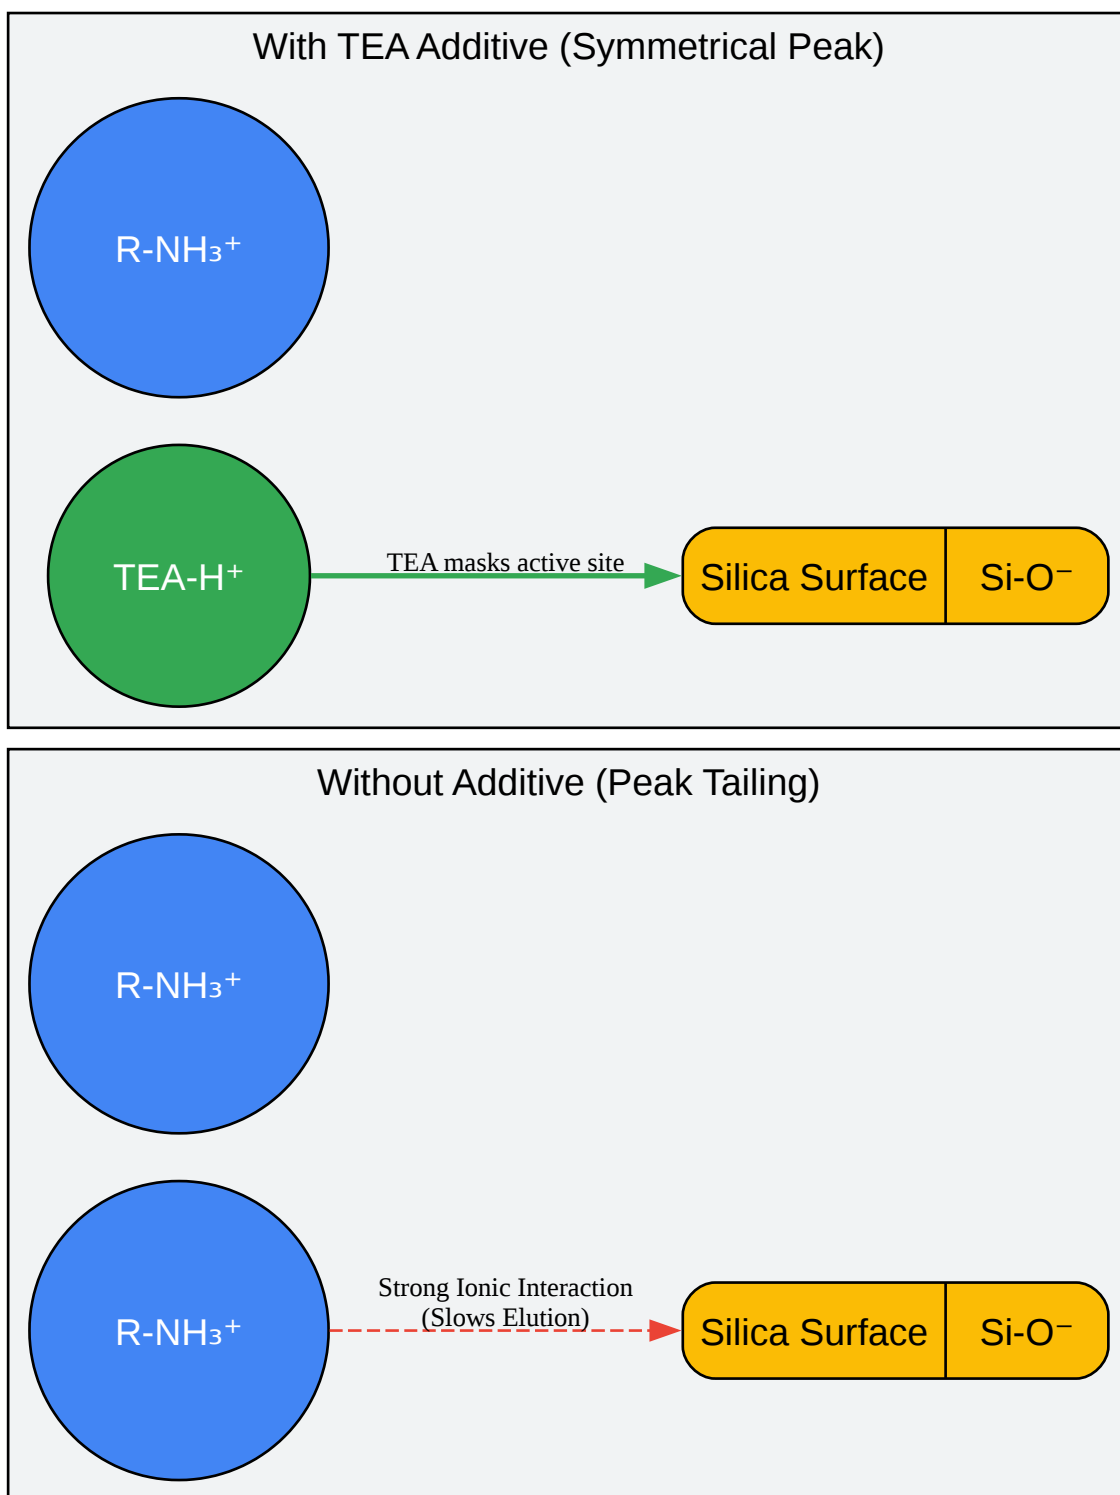 With TEA Additive (Symmetrical Peak)
R-NH₃⁺
TEA-H⁺
TEA masks active site
Silica Surface
Si-O⁻
Without Additive (Peak Tailing)
R-NH₃⁺
R-NH₃⁺
Strong Ionic Interaction
(Slows Elution)
Silica Surface
Si-O⁻